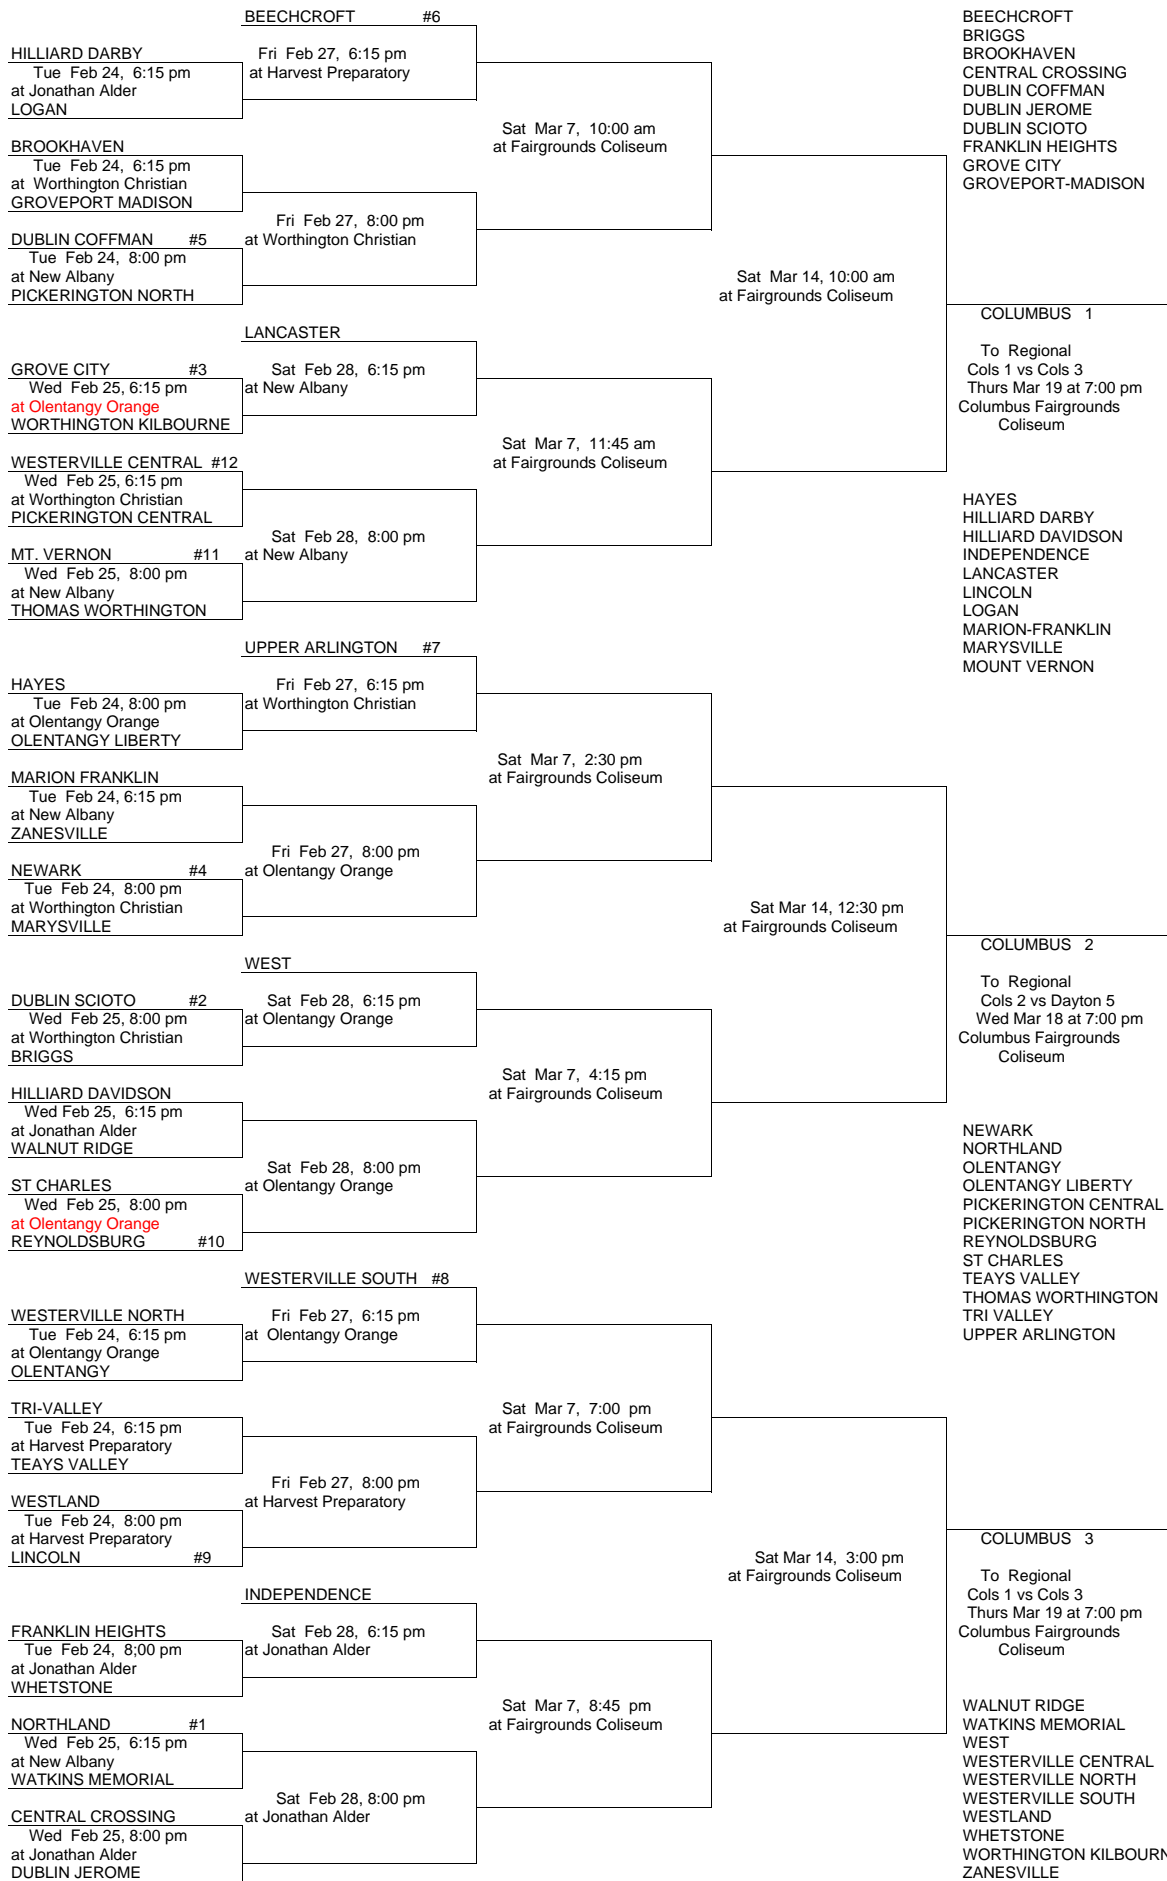 BEECHCROFT #6
HILLIARD DARBY
Tue Feb 24, 6:15 pm
at Jonathan Alder
LOGAN
Fri Feb 27, 6:15 pm
at Harvest Preparatory
BROOKHAVEN
Tue Feb 24, 6:15 pm
at Worthington Christian
GROVEPORT MADISON
Fri Feb 27, 8:00 pm
at Worthington Christian
DUBLIN COFFMAN #5
Tue Feb 24, 8:00 pm
at New Albany
PICKERINGTON NORTH
Sat Mar 7, 10:00 am
at Fairgrounds Coliseum
LANCASTER
GROVE CITY #3
Wed Feb 25, 6:15 pm
at Olentangy Orange
WORTHINGTON KILBOURNE
Sat Feb 28, 6:15 pm
at New Albany
WESTERVILLE CENTRAL #12
Wed Feb 25, 6:15 pm
at Worthington Christian
PICKERINGTON CENTRAL
Sat Feb 28, 8:00 pm
at New Albany
MT. VERNON #11
Wed Feb 25, 8:00 pm
at New Albany
THOMAS WORTHINGTON
Sat Mar 7, 11:45 am
at Fairgrounds Coliseum
Sat Mar 14, 10:00 am
at Fairgrounds Coliseum
UPPER ARLINGTON #7
HAYES
Tue Feb 24, 8:00 pm
at Olentangy Orange
OLENTANGY LIBERTY
Fri Feb 27, 6:15 pm
at Worthington Christian
MARION FRANKLIN
Tue Feb 24, 6:15 pm
at New Albany
ZANESVILLE
Fri Feb 27, 8:00 pm
at Olentangy Orange
NEWARK #4
Tue Feb 24, 8:00 pm
at Worthington Christian
MARYSVILLE
Sat Mar 7, 2:30 pm
at Fairgrounds Coliseum
WEST
DUBLIN SCIOTO #2
Wed Feb 25, 8:00 pm
at Worthington Christian
BRIGGS
Sat Feb 28, 6:15 pm
at Olentangy Orange
HILLIARD DAVIDSON
Wed Feb 25, 6:15 pm
at Jonathan Alder
WALNUT RIDGE
Sat Feb 28, 8:00 pm
at Olentangy Orange
ST CHARLES
Wed Feb 25, 8:00 pm
at Olentangy Orange
REYNOLDSBURG #10
Sat Mar 7, 4:15 pm
at Fairgrounds Coliseum
Sat Mar 14, 12:30 pm
at Fairgrounds Coliseum
WESTERVILLE SOUTH #8
WESTERVILLE NORTH
Tue Feb 24, 6:15 pm
at Olentangy Orange
OLENTANGY
Fri Feb 27, 6:15 pm
at Olentangy Orange
TRI-VALLEY
Tue Feb 24, 6:15 pm
at Harvest Preparatory
TEAYS VALLEY
Fri Feb 27, 8:00 pm
at Harvest Preparatory
WESTLAND
Tue Feb 24, 8:00 pm
at Harvest Preparatory
LINCOLN #9
Sat Mar 7, 7:00 pm
at Fairgrounds Coliseum
INDEPENDENCE
FRANKLIN HEIGHTS
Tue Feb 24, 8;00 pm
at Jonathan Alder
WHETSTONE
Sat Feb 28, 6:15 pm
at Jonathan Alder
NORTHLAND #1
Wed Feb 25, 6:15 pm
at New Albany
WATKINS MEMORIAL
Sat Feb 28, 8:00 pm
at Jonathan Alder
CENTRAL CROSSING
Wed Feb 25, 8:00 pm
at Jonathan Alder
DUBLIN JEROME
Sat Mar 7, 8:45 pm
at Fairgrounds Coliseum
Sat Mar 14, 3:00 pm
at Fairgrounds Coliseum
BEECHCROFT
BRIGGS
BROOKHAVEN
CENTRAL CROSSING
DUBLIN COFFMAN
DUBLIN JEROME
DUBLIN SCIOTO
FRANKLIN HEIGHTS
GROVE CITY
GROVEPORT-MADISON
COLUMBUS 1
To Regional
Cols 1 vs Cols 3
Thurs Mar 19 at 7:00 pm
Columbus Fairgrounds
Coliseum
HAYES
HILLIARD DARBY
HILLIARD DAVIDSON
INDEPENDENCE
LANCASTER
LINCOLN
LOGAN
MARION-FRANKLIN
MARYSVILLE
MOUNT VERNON
COLUMBUS 2
To Regional
Cols 2 vs Dayton 5
Wed Mar 18 at 7:00 pm
Columbus Fairgrounds
Coliseum
NEWARK
NORTHLAND
OLENTANGY
OLENTANGY LIBERTY
PICKERINGTON CENTRAL
PICKERINGTON NORTH
REYNOLDSBURG
ST CHARLES
TEAYS VALLEY
THOMAS WORTHINGTON
TRI VALLEY
UPPER ARLINGTON
COLUMBUS 3
To Regional
Cols 1 vs Cols 3
Thurs Mar 19 at 7:00 pm
Columbus Fairgrounds
Coliseum
WALNUT RIDGE
WATKINS MEMORIAL
WEST
WESTERVILLE CENTRAL
WESTERVILLE NORTH
WESTERVILLE SOUTH
WESTLAND
WHETSTONE
WORTHINGTON KILBOURN
ZANESVILLE